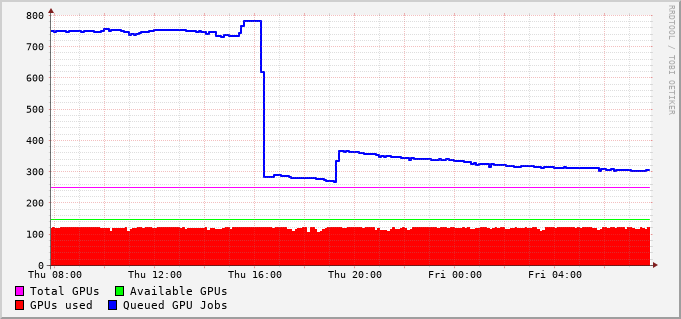 800
700
600
500
400
300
200
100
0
Thu 08:00 Thu 12:00 Thu 16:00 Thu 20:00 Fri 00:00 Fri 04:00
Total GPUs Available GPUs
GPUs used Queued GPU Jobs
RRDTOOL / TOBI OETIKER